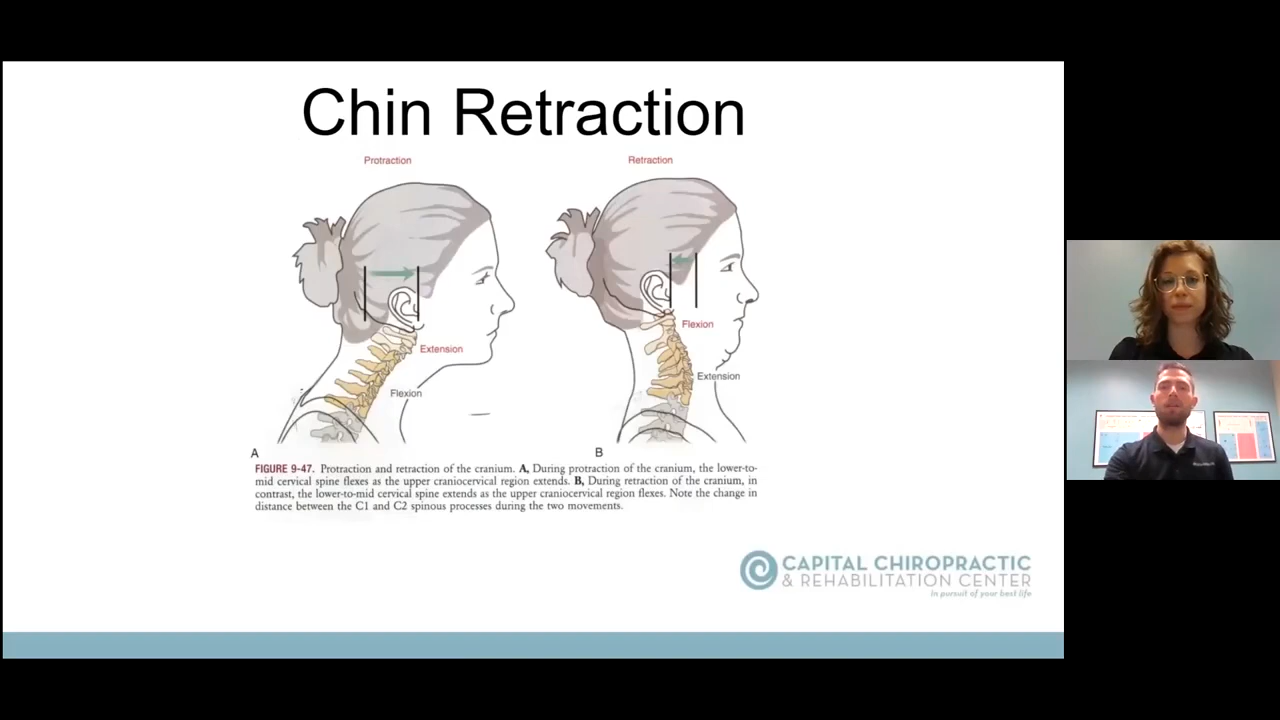 Chin Retraction
Protraction
Extension
Flexion
A
Retraction
Flexion
Extension
B
FIGURE 9-47. Protraction and retraction of the cranium. A, During protraction of the cranium, the lower-to-
mid cervical spine flexes as the upper craniocervical region extends. B, During retraction of the cranium, in
contrast, the lower-to-mid cervical spine extends as the upper craniocervical region flexes. Note the change in
distance between the C1 and C2 spinous processes during the two movements.
CAPITAL CHIROPRACTIC
& REHABILITATION CENTER
in pursuit of your best life